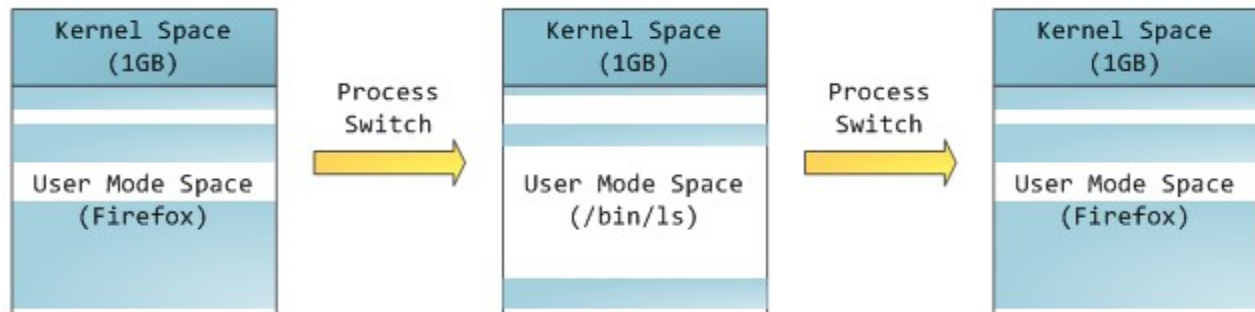 Kernel Space
(1GB)
User Mode Space
(Firefox)
Process
Switch
Kernel Space
(1GB)
User Mode Space
(/bin/ls)
Process
Switch
Kernel Space
(1GB)
User Mode Space
(Firefox)